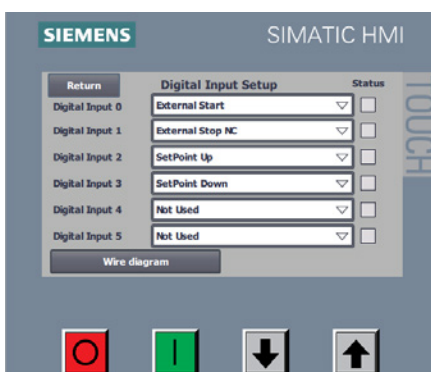 SIEMENS SIMATIC HMI
TOUCH
Return Digital Input Setup Status
Digital Input 0 External Start
Digital Input 1 External Stop NC
Digital Input 2 SetPoint Up
Digital Input 3 SetPoint Down
Digital Input 4 Not Used
Digital Input 5 Not Used
Wire diagram